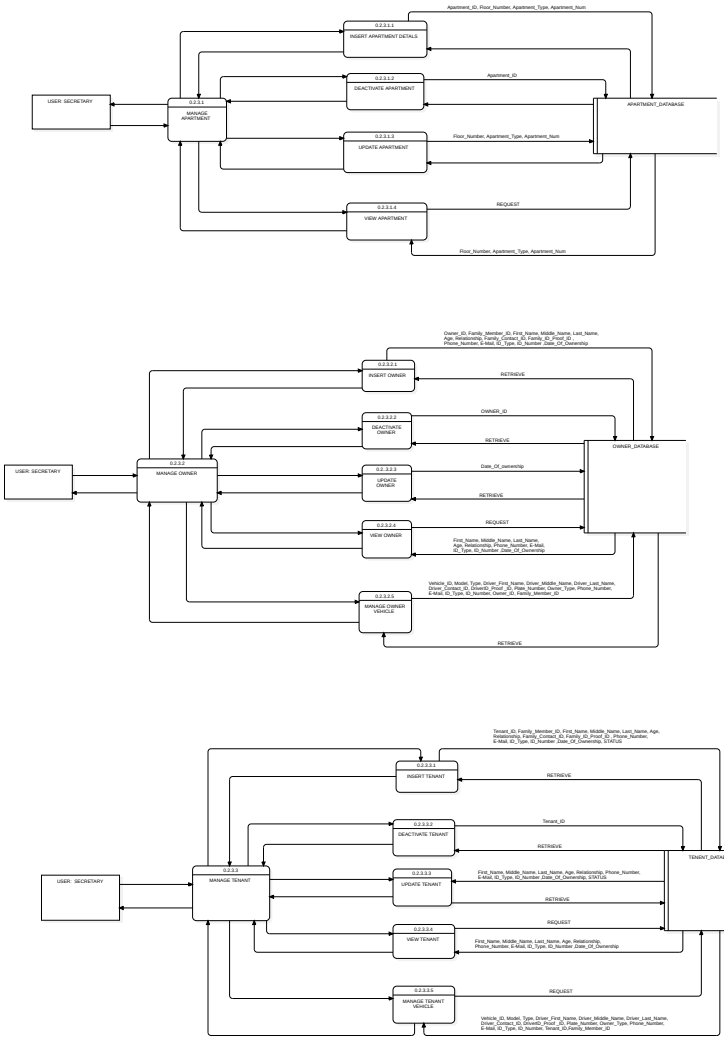 Apartment_ID, Floor_Number, Apartment_Type, Apartment_Num
0.2.3.1.1
INSERT APARTMENT DETALS
0.2.3.1.2
DEACTIVATE APARTMENT
Apartment_ID
USER: SECRETARY
0.2.3.1
MANAGE
APARTMENT
APARTMENT_DATABASE
0.2.3.1.3
UPDATE APARTMENT
Floor_Number, Apartment_Type, Apartment_Num
0.2.3.1.4
VIEW APARTMENT
REQUEST
Floor_Number, Apartment_Type, Apartment_Num
Owner_ID, Family_Member_ID, First_Name, Middle_Name, Last_Name,
Age, Relationship, Family_Contact_ID, Family_ID_Proof_ID ,
Phone_Number, E-Mail, ID_Type, ID_Number,Date_Of_Ownership
0.2.3.2.1
INSERT OWNER
RETRIEVE
0.2.3.2.2
DEACTIVATE
OWNER
OWNER_ID
RETRIEVE
OWNER_DATABASE
USER: SECRETARY
0.2.3.2
MANAGE OWNER
0.2..3.2.3
UPDATE
OWNER
Date_Of_ownership
RETRIEVE
0.2.3.2.4
VIEW OWNER
REQUEST
First_Name, Middle_Name, Last_Name,
Age, Relationship, Phone_Number, E-Mail,
ID_Type, ID_Number ,Date_Of_Ownership
0.2.3.2.5
MANAGE OWNER
VEHICLE
Vehicle_ID, Model, Type, Driver_First_Name, Driver_Middle_Name, Driver_Last_Name,
Driver_Contact_ID, DriverID_Proof _ID, Plate_Number, Owner_Type, Phone_Number,
E-Mail, ID_Type, ID_Number, Owner_ID, Family_Member_ID
RETRIEVE
Tenant_ID, Family_Member_ID, First_Name, Middle_Name, Last_Name, Age,
Relationship, Family_Contact_ID, Family_ID_Proof_ID , Phone_Number,
E-Mail, ID_Type, ID_Number ,Date_Of_Ownership, STATUS
0.2.3.3.1
INSERT TENANT
RETRIEVE
0.2.3.3.2
DEACTIVATE TENANT
Tenant_ID
RETRIEVE
TENENT_DATA
USER: SECRETARY
0.2.3.3
MANAGE TENANT
0.2.3.3.3
UPDATE TENANT
First_Name, Middle_Name, Last_Name, Age, Relationship, Phone_Number,
E-Mail, ID_Type, ID_Number ,Date_Of_Ownership, STATUS
RETRIEVE
0.2.3.3.4
VIEW TENANT
REQUEST
First_Name, Middle_Name, Last_Name, Age, Relationship,
Phone_Number, E-Mail, ID_Type, ID_Number ,Date_Of_Ownership
0.2.3.3.5
MANAGE TENANT
VEHICLE
REQUEST
Vehicle_ID, Model, Type, Driver_First_Name, Driver_Middle_Name, Driver_Last_Name,
Driver_Contact_ID, DriverID_Proof _ID, Plate_Number, Owner_Type, Phone_Number,
E-Mail, ID_Type, ID_Number, Tenant_ID,Family_Member_ID